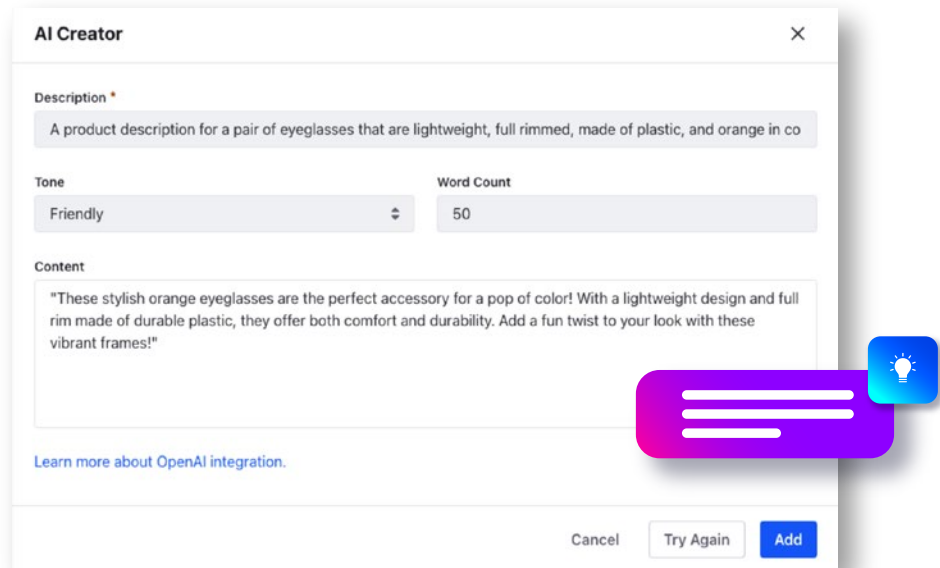 AI Creator
Description *
A product description for a pair of eyeglasses that are lightweight, full rimmed, made of plastic, and orange in co
Tone
Word Count
Friendly
50
Content
"These stylish orange eyeglasses are the perfect accessory for a pop of color! With a lightweight design and full
rim made of durable plastic, they offer both comfort and durability. Add a fun twist to your look with these
vibrant frames!"
Learn more about OpenAI integration.
Cancel
Try Again
Add